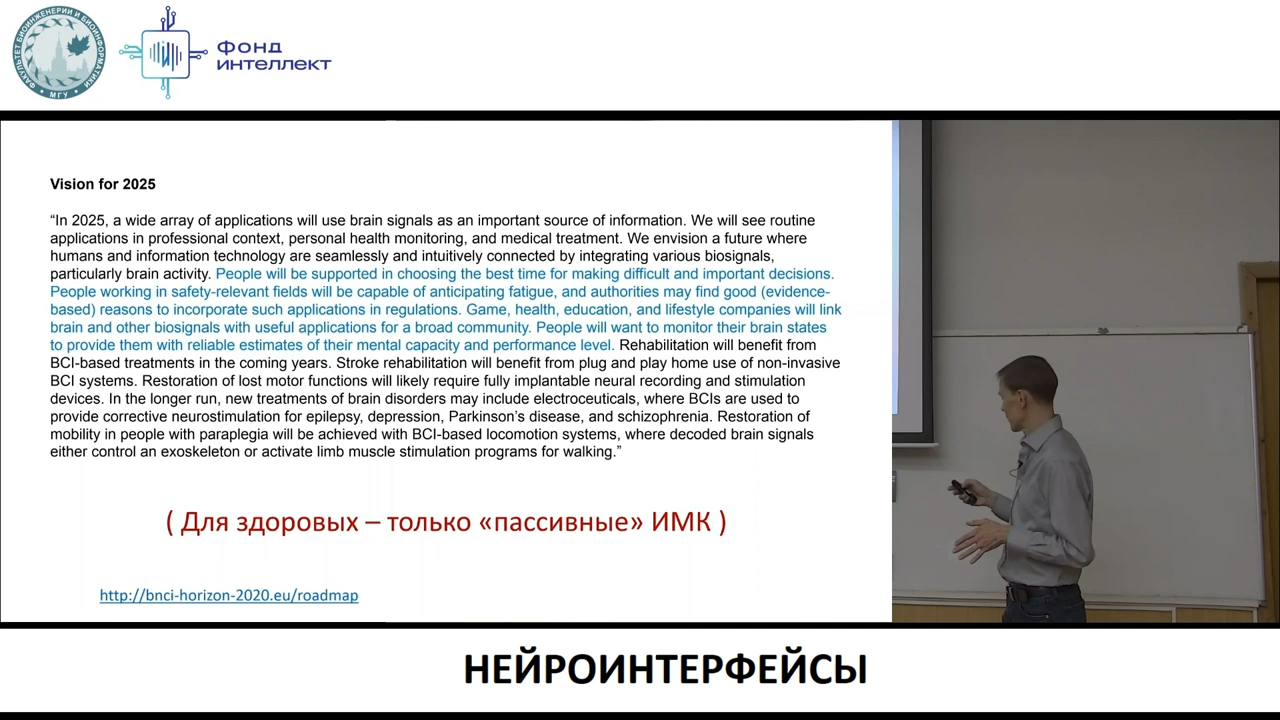 ФАКУЛЬТЕТ БИОИНЖЕНЕРИИ И БИОИНФОРМАТИКИ
МГУ
Фонд
интеллект
Vision for 2025
“In 2025, a wide array of applications will use brain signals as an important source of information. We will see routine
applications in professional context, personal health monitoring, and medical treatment. We envision a future where
humans and information technology are seamlessly and intuitively connected by integrating various biosignals,
particularly brain activity. People will be supported in choosing the best time for making difficult and important decisions.
People working in safety-relevant fields will be capable of anticipating fatigue, and authorities may find good (evidence-
based) reasons to incorporate such applications in regulations. Game, health, education, and lifestyle companies will link
brain and other biosignals with useful applications for a broad community. People will want to monitor their brain states
to provide them with reliable estimates of their mental capacity and performance level. Rehabilitation will benefit from
BCI-based treatments in the coming years. Stroke rehabilitation will benefit from plug and play home use of non-invasive
BCI systems. Restoration of lost motor functions will likely require fully implantable neural recording and stimulation
devices. In the longer run, new treatments of brain disorders may include electroceuticals, where BCIs are used to
provide corrective neurostimulation for epilepsy, depression, Parkinson’s disease, and schizophrenia. Restoration of
mobility in people with paraplegia will be achieved with BCI-based locomotion systems, where decoded brain signals
either control an exoskeleton or activate limb muscle stimulation programs for walking.”
( Для здоровых – только «пассивные» ИМК )
http://bnci-horizon-2020.eu/roadmap
НЕЙРОИНТЕРФЕЙСЫ